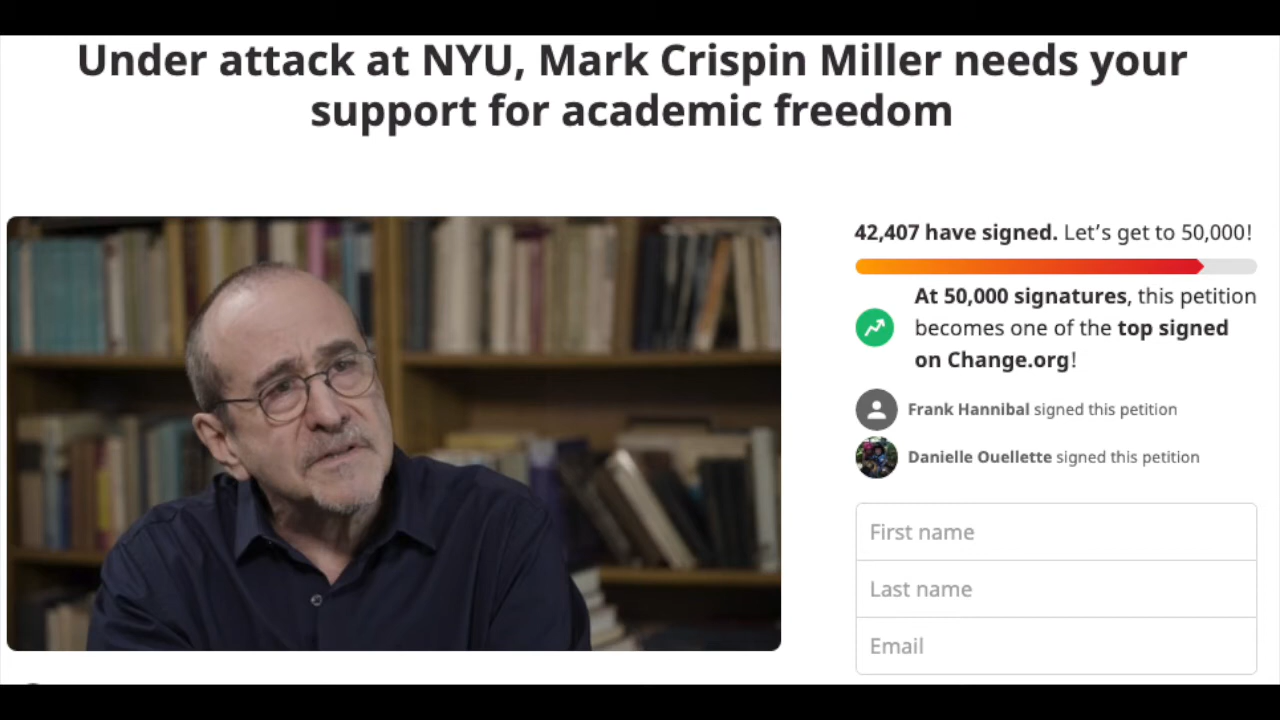 Under attack at NYU, Mark Crispin Miller needs your
support for academic freedom
42,407 have signed. Let’s get to 50,000!
At 50,000 signatures, this petition
becomes one of the top signed
on Change.org!
Frank Hannibal signed this petition
Danielle Ouellette signed this petition
First name
Last name
Email